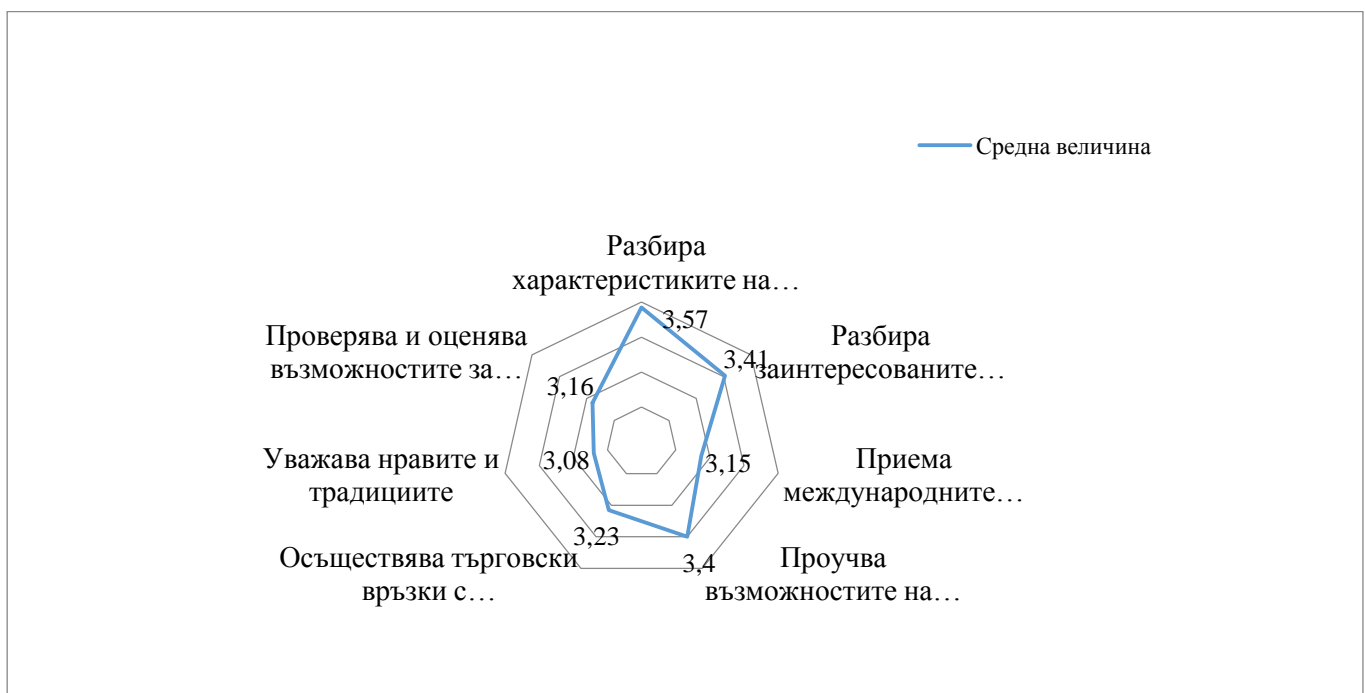 Средна величина
Разбира
характеристиките на…
3,57
Разбира
заинтересованите…
3,41
Приема
международните…
3,15
Проучва
възможностите на…
3,4
Осъществява търговски
връзки с…
3,23
Уважава нравите и
традициите
3,08
Проверява и оценява
възможностите за…
3,16